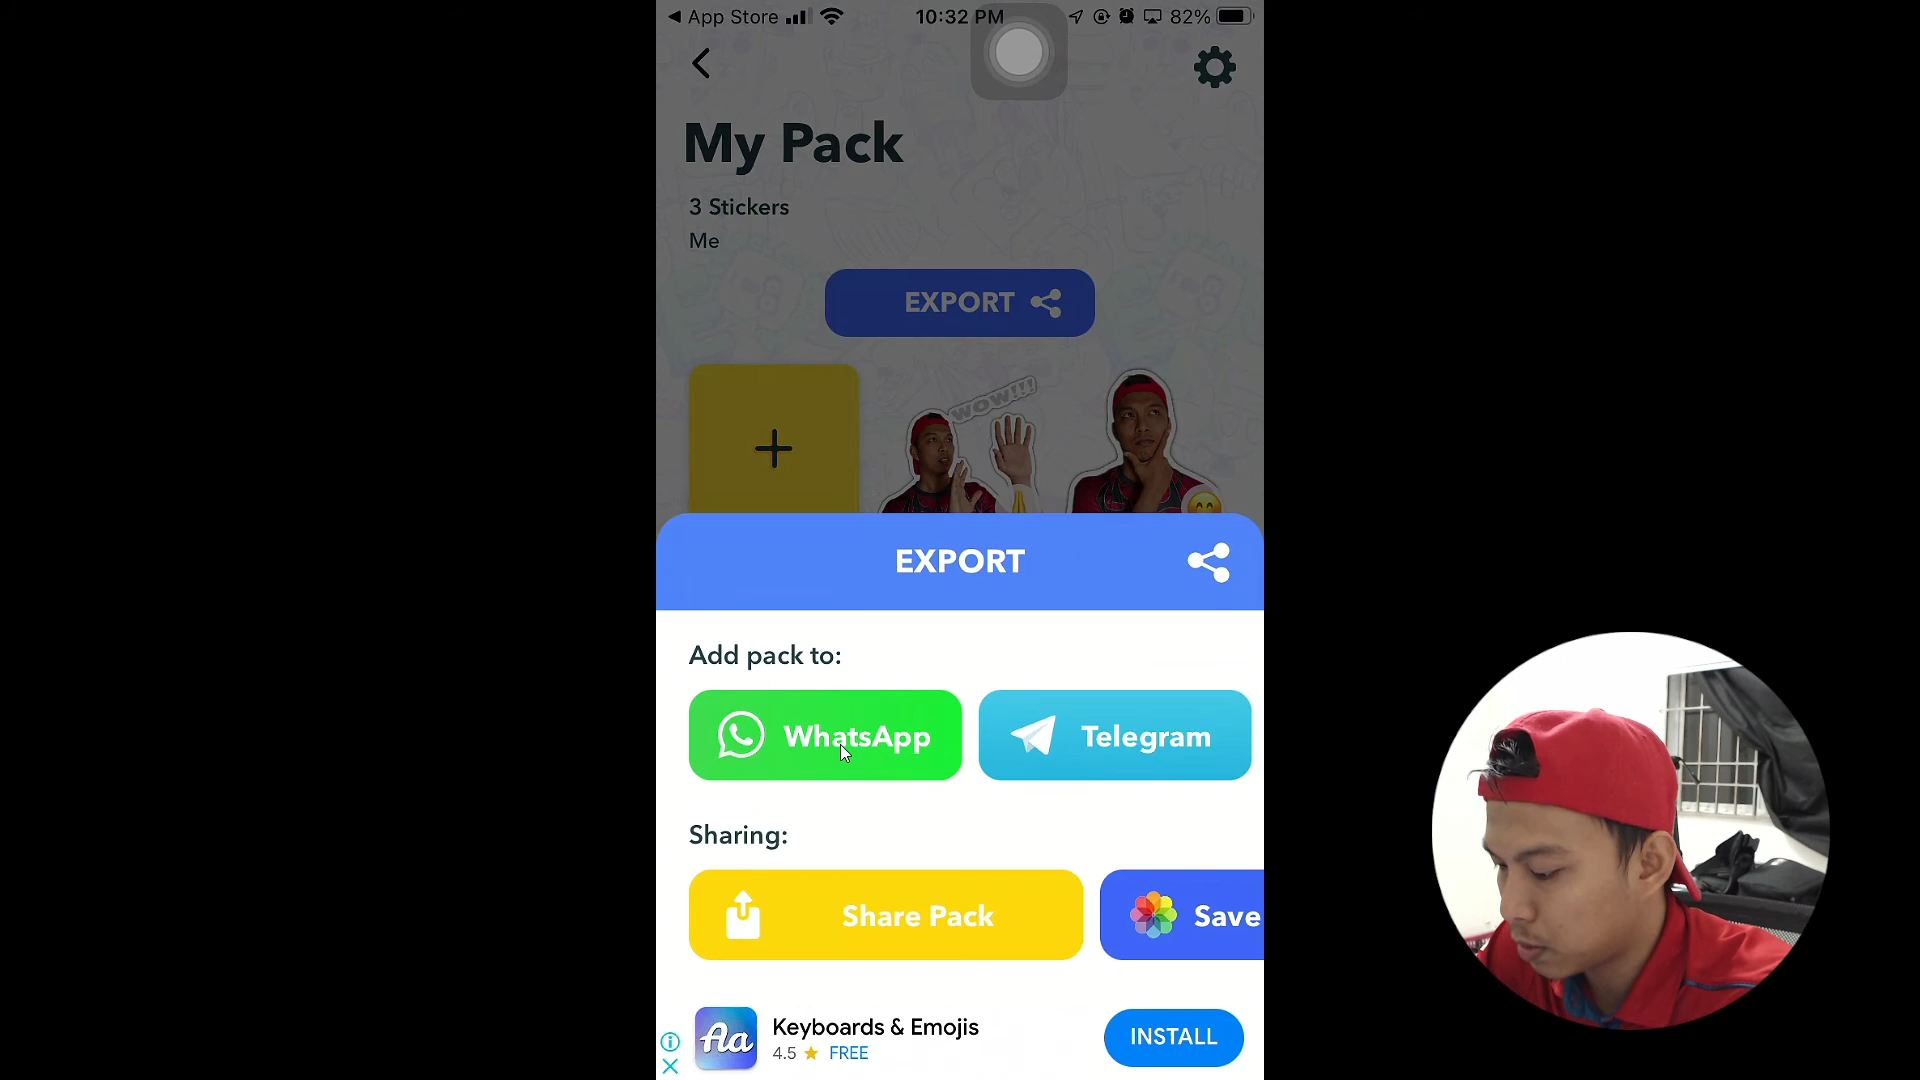 App Store
10:32 PM
82%
My Pack
3 Stickers
Me
EXPORT
WOW!!!
EXPORT
Add pack to:
WhatsApp
Telegram
Sharing:
Share Pack
Save
Aa
Keyboards & Emojis
4.5 ★ FREE
INSTALL